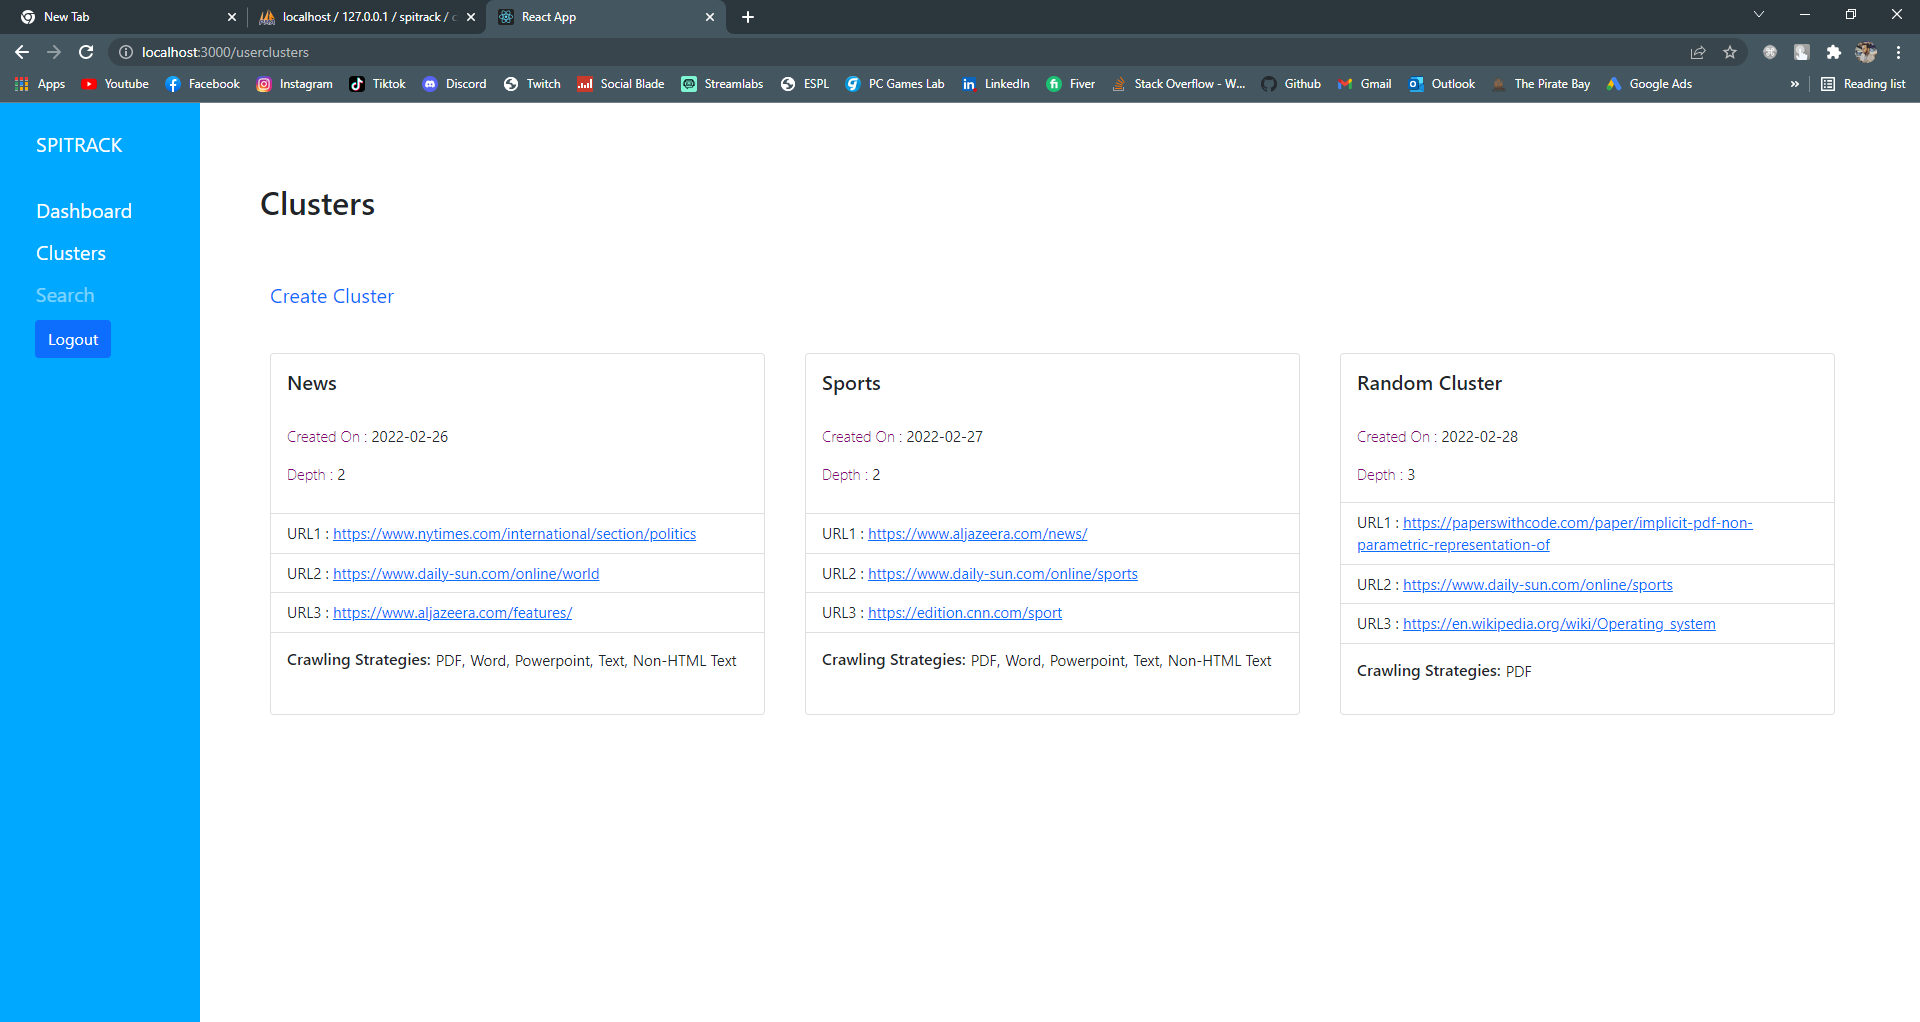 New Tab
localhost / 127.0.0.1 / spitrack / c
React App
localhost:3000/userclusters
Apps
Youtube
Facebook
Instagram
Tiktok
Discord
Twitch
Social Blade
Streamlabs
ESPL
PC Games Lab
LinkedIn
Fiver
Stack Overflow - W...
Github
Gmail
Outlook
The Pirate Bay
Google Ads
»
Reading list
SPITRACK
Dashboard
Clusters
Search
Logout
Clusters
Create Cluster
News
Created On : 2022-02-26
Depth : 2
URL1 : https://www.nytimes.com/international/section/politics
URL2 : https://www.daily-sun.com/online/world
URL3 : https://www.aljazeera.com/features/
Crawling Strategies: PDF, Word, Powerpoint, Text, Non-HTML Text
Sports
Created On : 2022-02-27
Depth : 2
URL1 : https://www.aljazeera.com/news/
URL2 : https://www.daily-sun.com/online/sports
URL3 : https://edition.cnn.com/sport
Crawling Strategies: PDF, Word, Powerpoint, Text, Non-HTML Text
Random Cluster
Created On : 2022-02-28
Depth : 3
URL1 : https://paperswithcode.com/paper/implicit-pdf-non-
parametric-representation-of
URL2 : https://www.daily-sun.com/online/sports
URL3 : https://en.wikipedia.org/wiki/Operating_system
Crawling Strategies: PDF